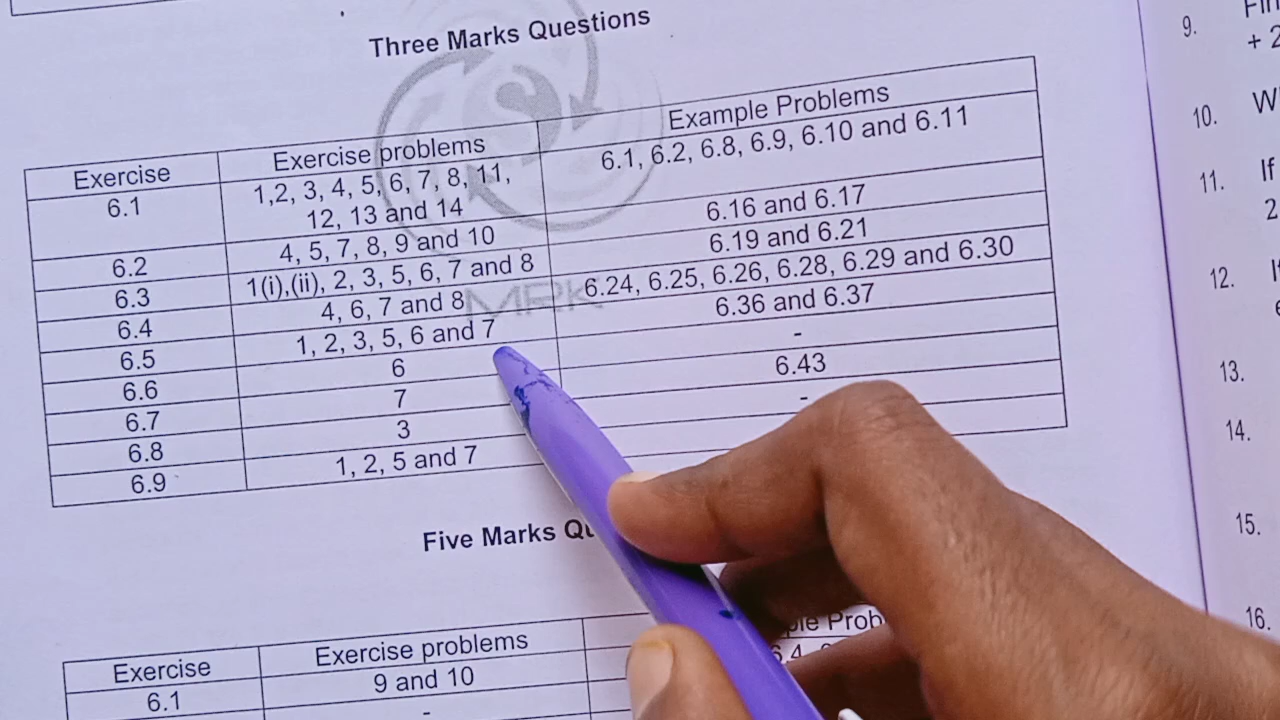 Three Marks Questions
Exercise Exercise problems Example Problems
6.1 1,2, 3, 4, 5, 6, 7, 8, 11, 6.1, 6.2, 6.8, 6.9, 6.10 and 6.11
12, 13 and 14
6.2 4, 5, 7, 8, 9 and 10 6.16 and 6.17
6.3 1(i),(ii), 2, 3, 5, 6, 7 and 8 6.19 and 6.21
6.4 4, 6, 7 and 8 6.24, 6.25, 6.26, 6.28, 6.29 and 6.30
6.5 1, 2, 3, 5, 6 and 7 6.36 and 6.37
6.6 6 -
6.7 7 6.43
6.8 3 -
6.9 1, 2, 5 and 7
MRK
Five Marks
Exercise Exercise problems
6.1 9 and 10
-
9.
+ 2
10.
11. If
2
12.
13.
14.
15.
16.